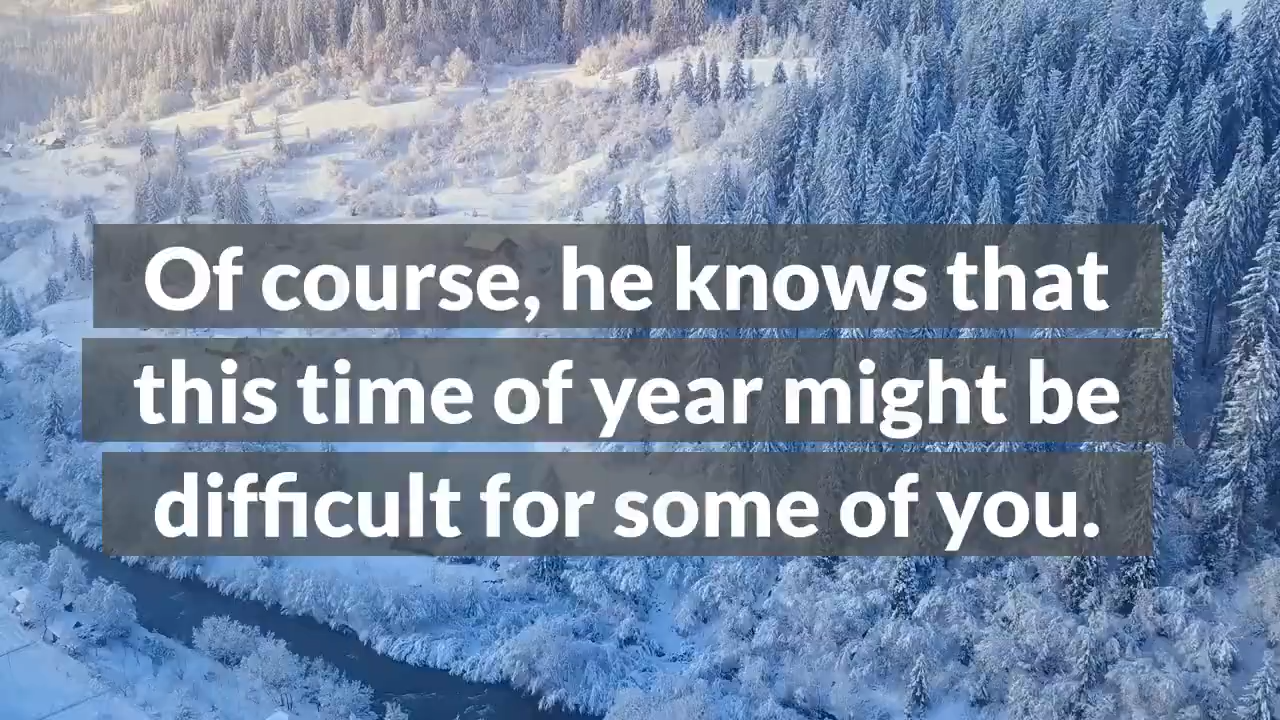 Of course, he knows that
this time of year might be
difficult for some of you.